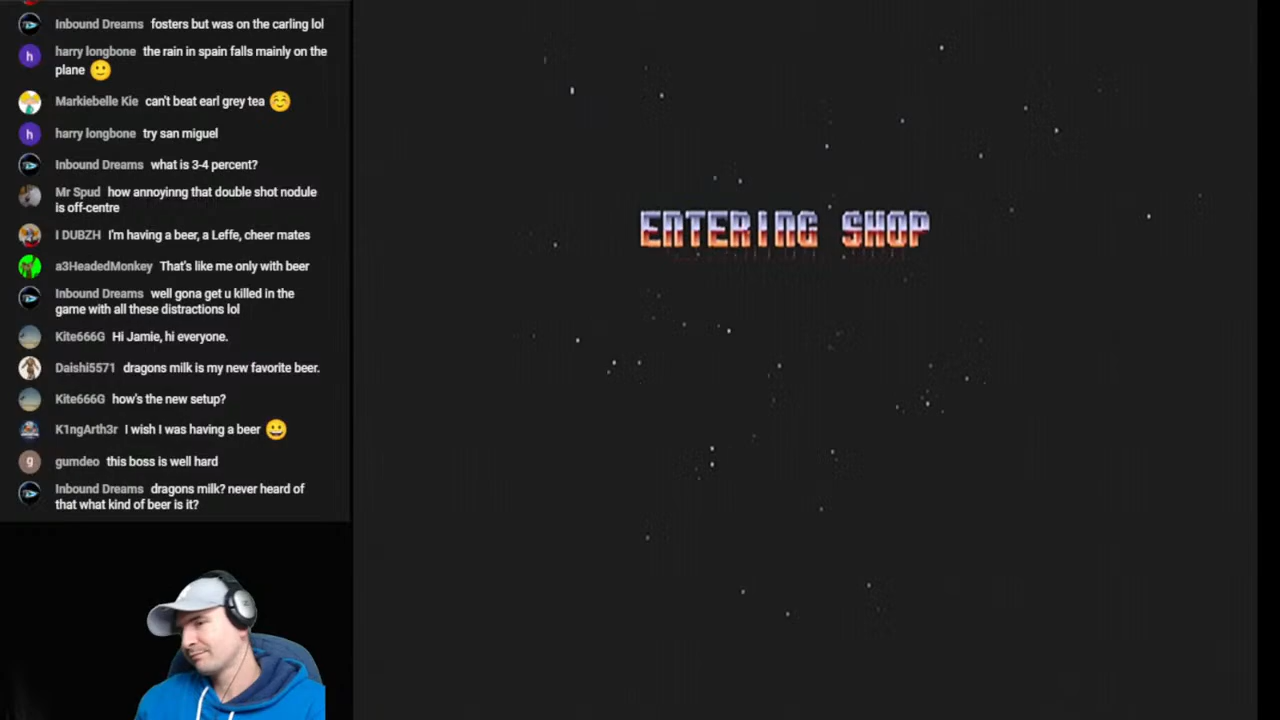 Inbound Dreams fosters but was on the carling lol
harry longbone the rain in spain falls mainly on the
plane
Markiebelle Kie can't beat earl grey tea
h
harry longbone try san miguel
h
Inbound Dreams what is 3-4 percent?
Mr Spud how annoyinng that double shot nodule
is off-centre
I DUBZH I'm having a beer, a Leffe, cheer mates
a3HeadedMonkey That's like me only with beer
Inbound Dreams well gona get u killed in the
game with all these distractions lol
Kite666G Hi Jamie, hi everyone.
Daishi5571 dragons milk is my new favorite beer.
Kite666G how's the new setup?
K1ngArth3r I wish I was having a beer
g
gumdeo this boss is well hard
Inbound Dreams dragons milk? never heard of
that what kind of beer is it?
ENTERING SHOP